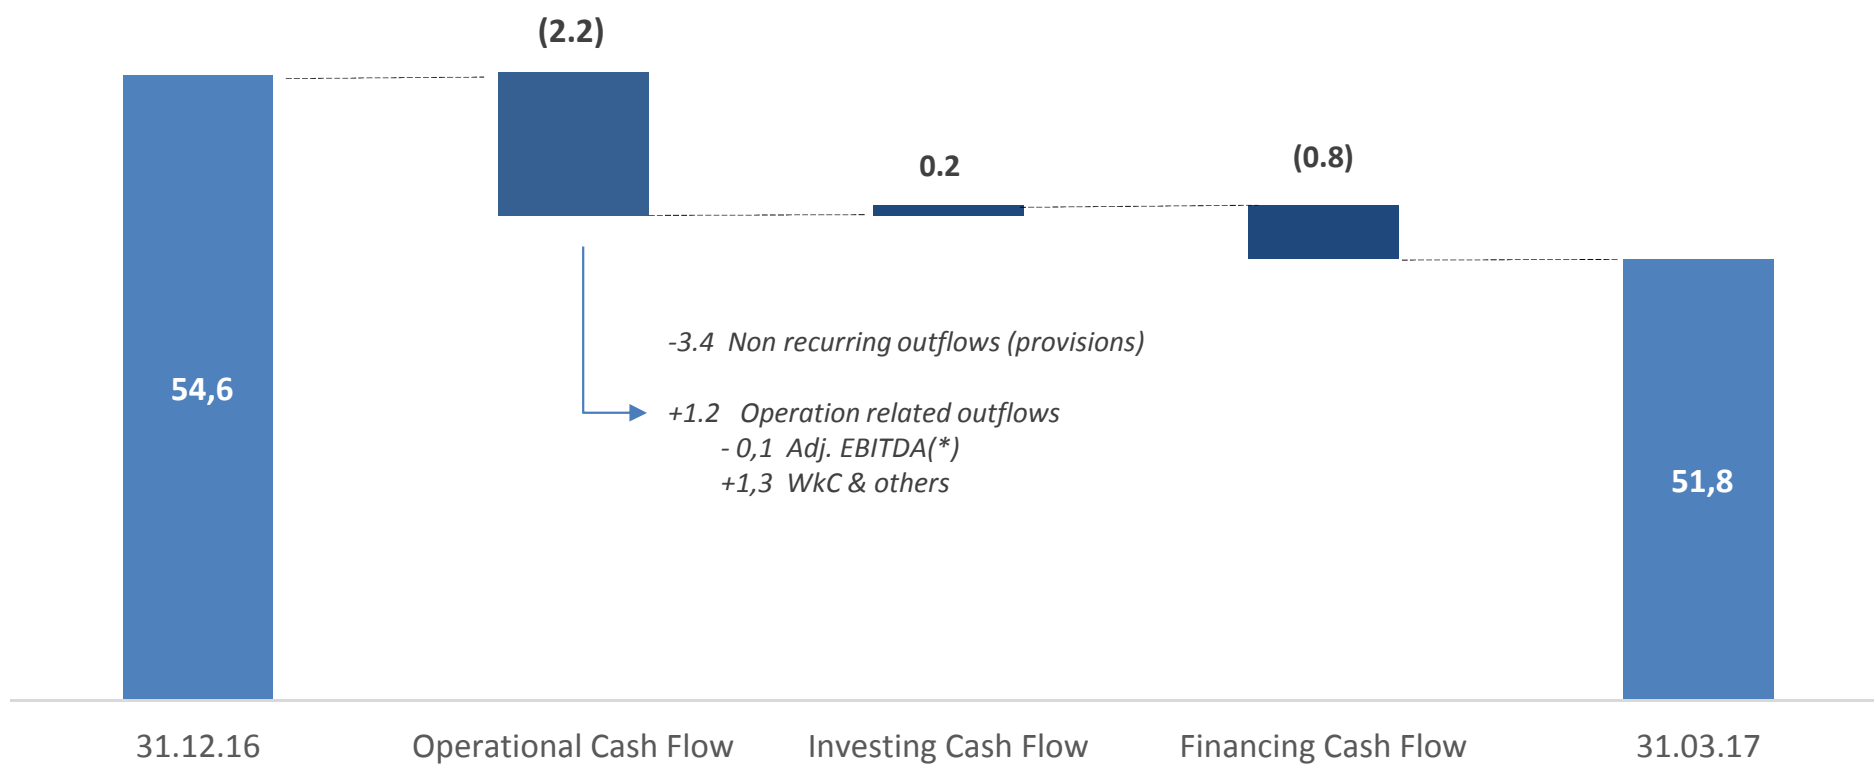 (2.2)
0.2
(0.8)
-3.4 Non recurring outflows (provisions)
54,6
+1.2 Operation related outflows
- 0,1 Adj. EBITDA(*)
+1,3 WkC & others
51,8
31.12.16
Operational Cash Flow
Investing Cash Flow
Financing Cash Flow
31.03.17